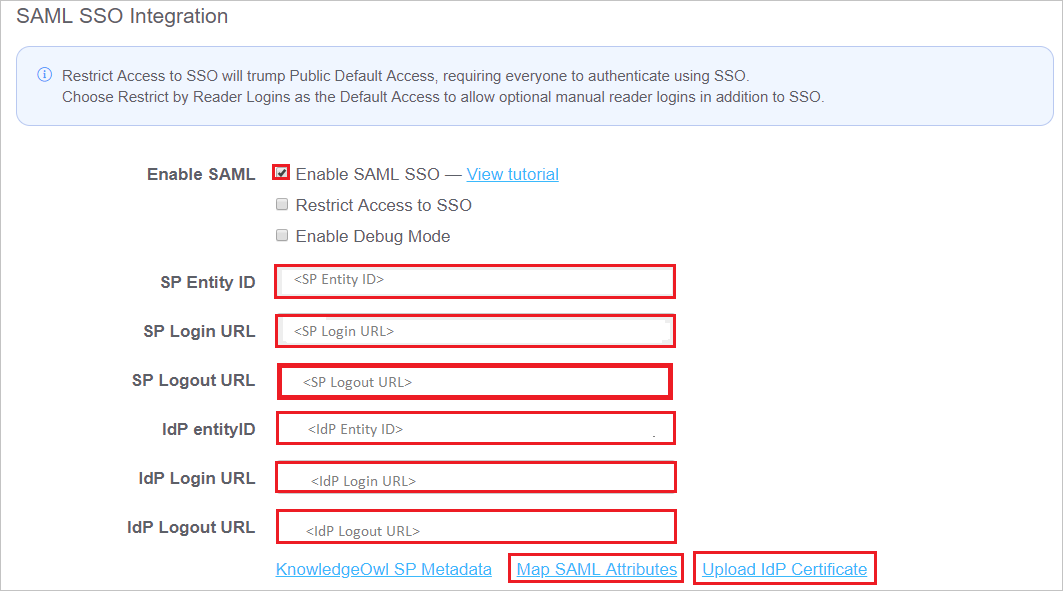 SAML SSO Integration
Restrict Access to SSO will trump Public Default Access, requiring everyone to authenticate using SSO.
Choose Restrict by Reader Logins as the Default Access to allow optional manual reader logins in addition to SSO.
Enable SAML Enable SAML SSO — View tutorial
Restrict Access to SSO
Enable Debug Mode
SP Entity ID <SP Entity ID>
SP Login URL <SP Login URL>
SP Logout URL <SP Logout URL>
IdP entityID <IdP Entity ID>
IdP Login URL <IdP Login URL>
IdP Logout URL <IdP Logout URL>
KnowledgeOwl SP Metadata Map SAML Attributes Upload IdP Certificate